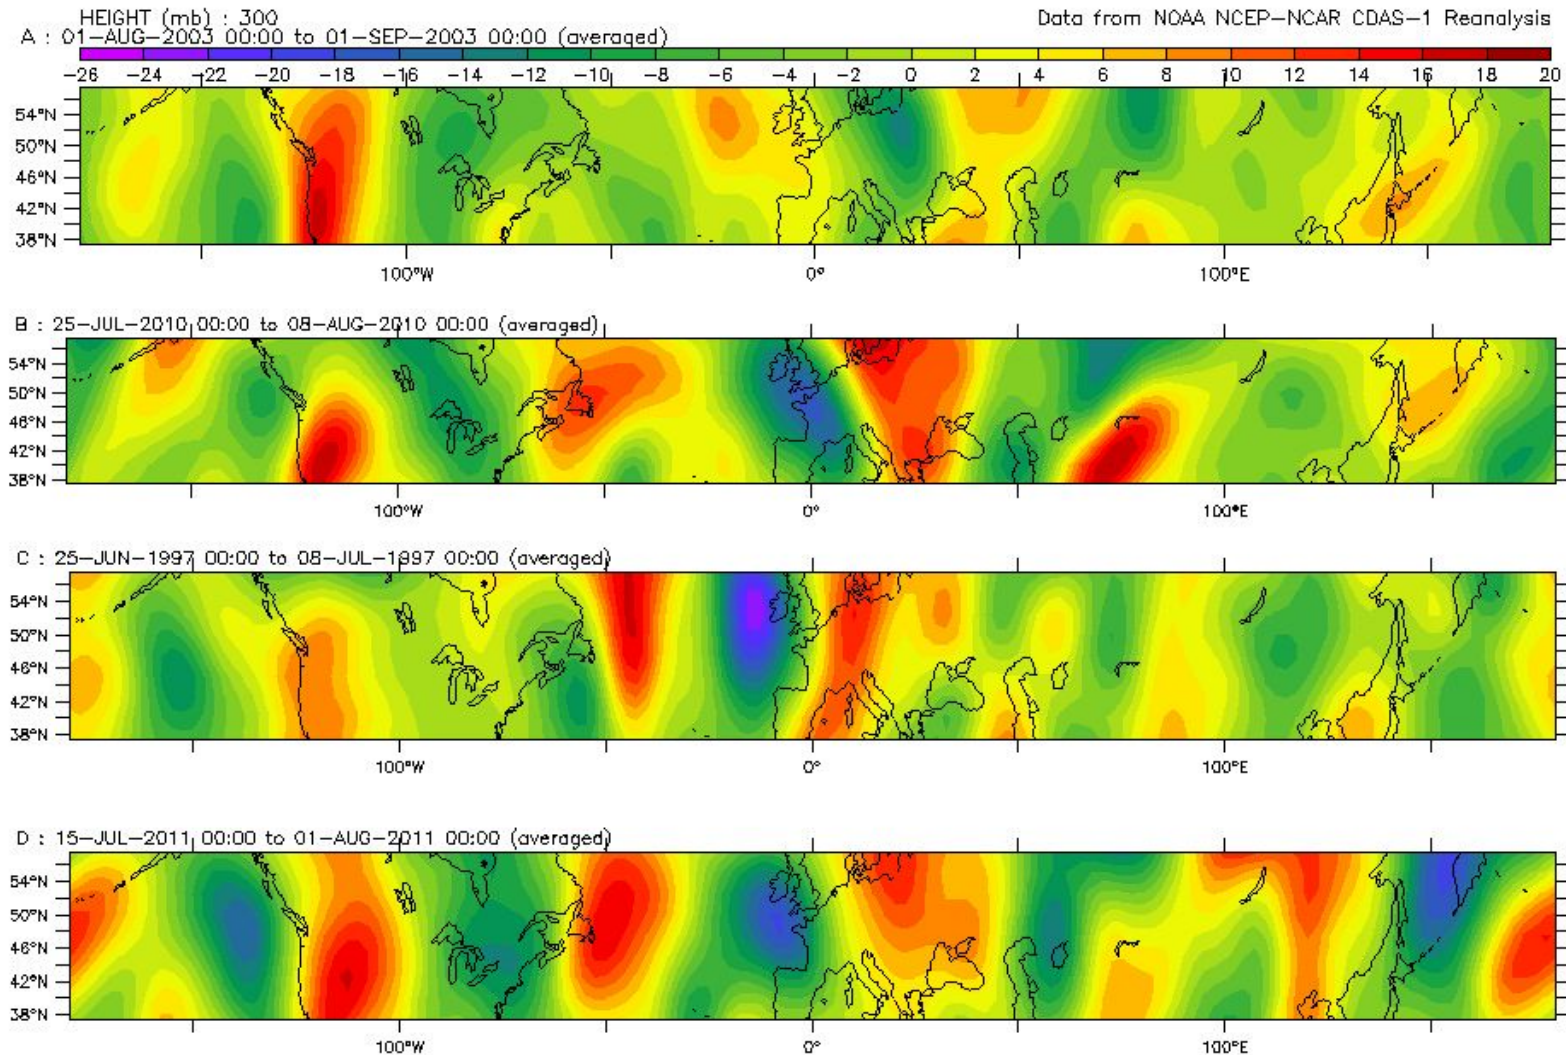 HEIGHT (mb) : 300
Data from NOAA NCEP-NCAR CDAS-1 Reanalysis
A : 01-AUG-2003 00:00 to 01-SEP-2003 00:00 (averaged)
-26 -24 -22 -20 -18 -16 -14 -12 -10 -8 -6 -4 -2 0 2 4 6 8 10 12 14 16 18 20
54°N
50°N
46°N
42°N
38°N
100°W 0° 100°E
B : 25-JUL-2010 00:00 to 08-AUG-2010 00:00 (averaged)
54°N
50°N
46°N
42°N
38°N
100°W 0° 100°E
C : 25-JUN-1997 00:00 to 08-JUL-1997 00:00 (averaged)
54°N
50°N
46°N
42°N
38°N
100°W 0° 100°E
D : 15-JUL-2011 00:00 to 01-AUG-2011 00:00 (averaged)
54°N
50°N
46°N
42°N
38°N
100°W 0° 100°E